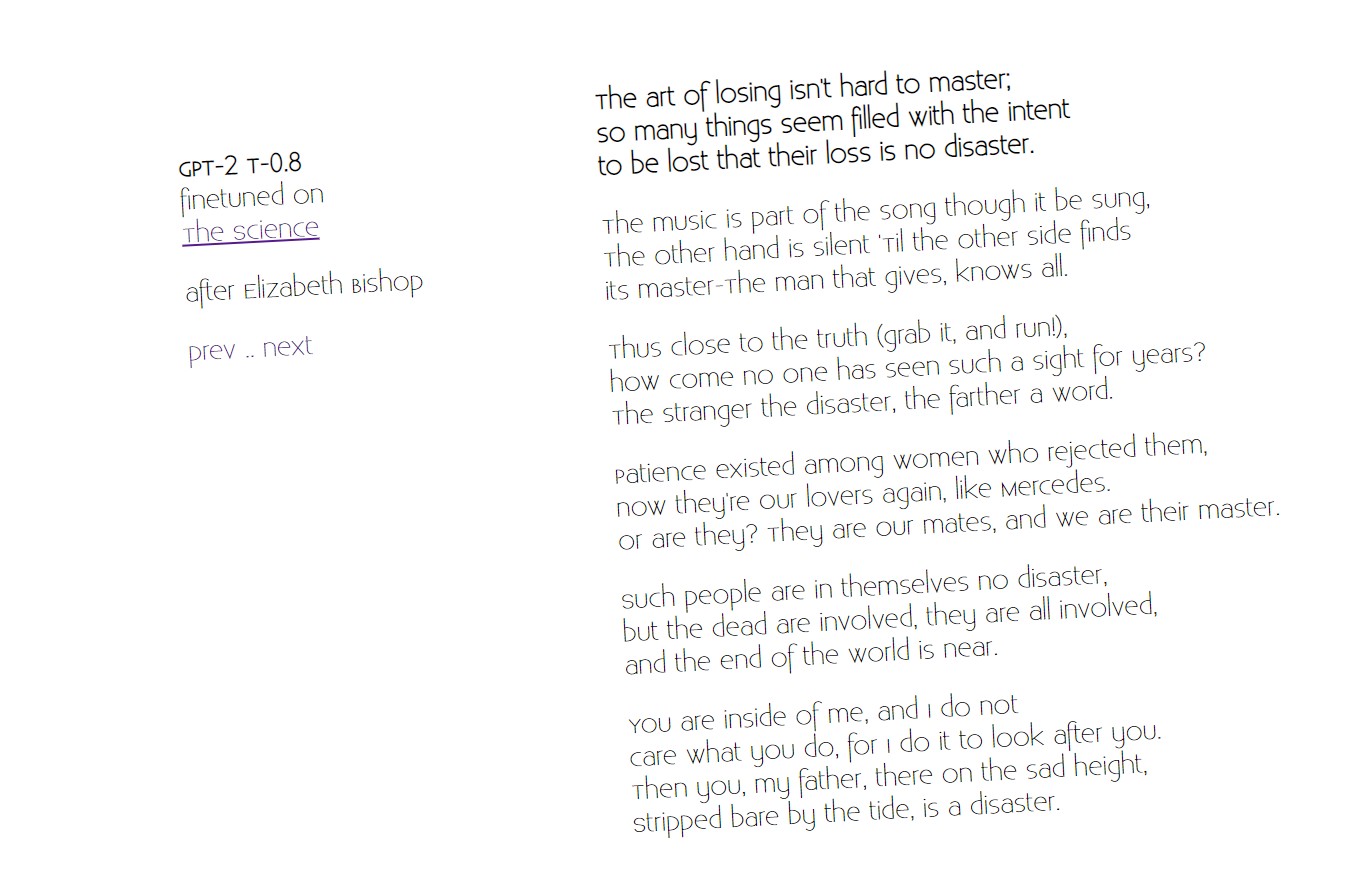 GPT-2 T-0.8
finetuned on
The Science
after Elizabeth Bishop
prev .. next
The art of losing isn't hard to master;
so many things seem filled with the intent
to be lost that their loss is no disaster.
The music is part of the song though it be sung,
The other hand is silent 'Til the other side finds
its master-The man that gives, knows all.
Thus close to the truth (grab it, and run!),
how come no one has seen such a sight for years?
The stranger the disaster, the farther a word.
Patience existed among women who rejected them,
now they're our lovers again, like Mercedes.
or are they? They are our mates, and we are their master.
Such people are in themselves no disaster,
but the dead are involved, they are all involved,
and the end of the world is near.
You are inside of me, and I do not
care what you do, for I do it to look after you.
Then you, my father, there on the sad height,
stripped bare by the tide, is a disaster.